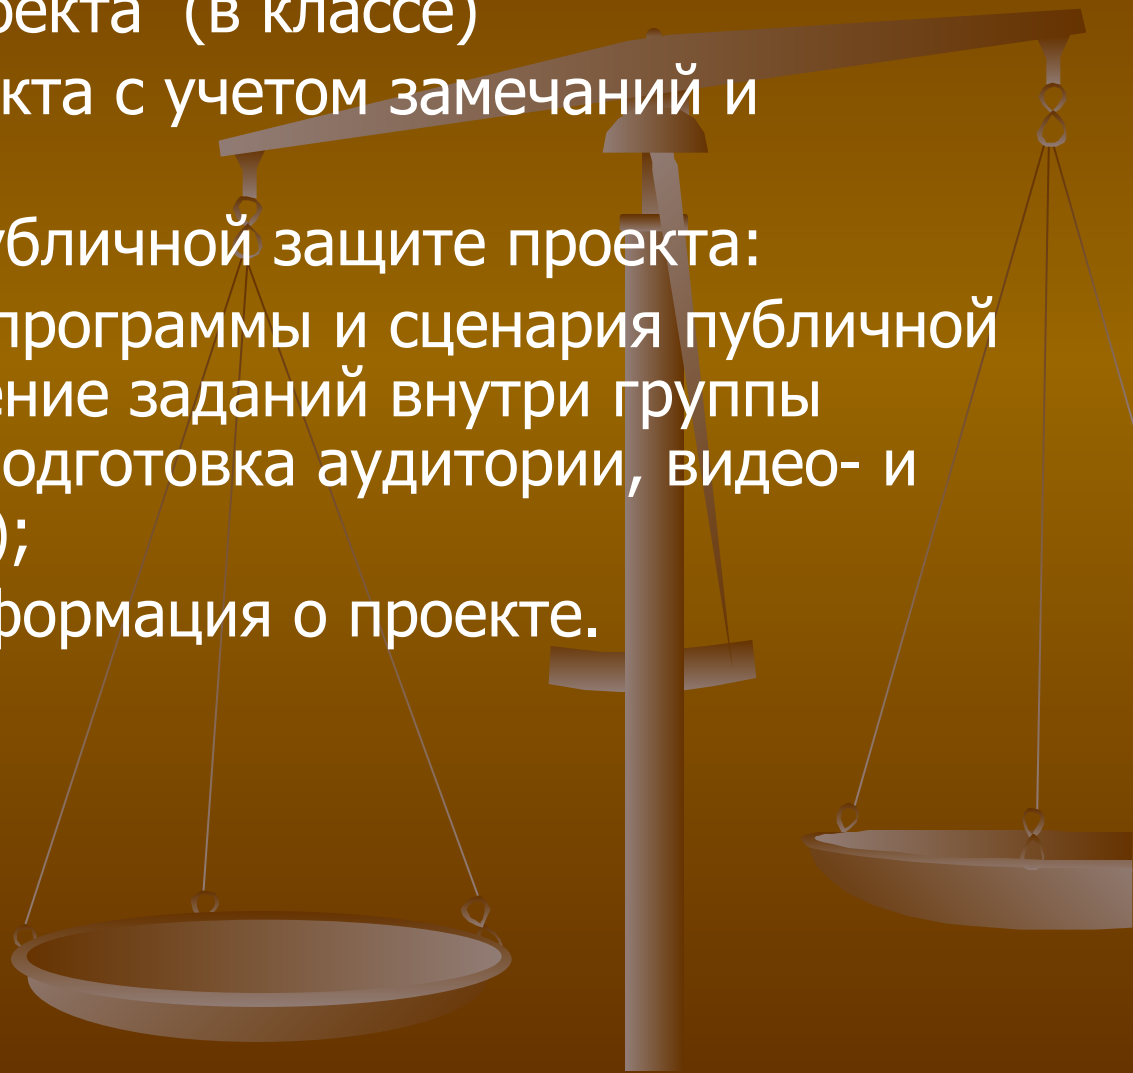 оекта (в классе)
кта с учетом замечаний и
убличной защите проекта:
программы и сценария публичной
ение заданий внутри группы
одготовка аудитории, видео- и
);
формация о проекте.